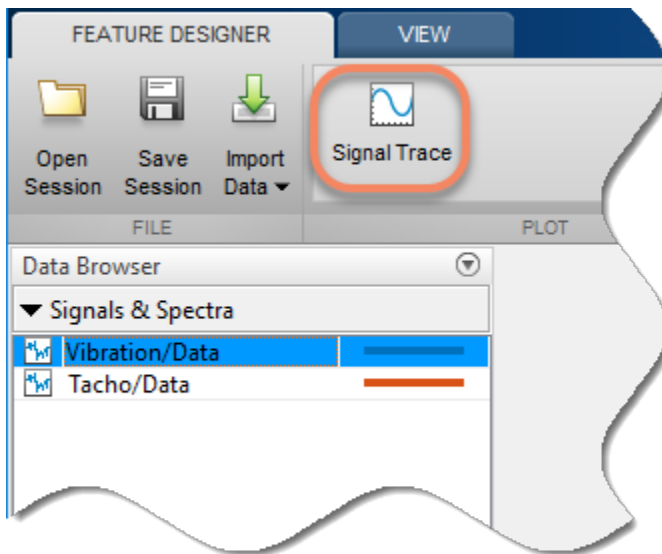 FEATURE DESIGNER VIEW
Open Session Save Session Import Data Signal Trace
FILE PLOT
Data Browser
Signals & Spectra
Vibration/Data
Tacho/Data